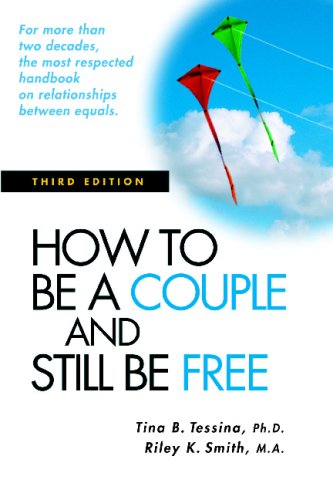 For more than
two decades,
the most respected
handbook
on relationships
between equals.
THIRD EDITION
HOW TO
BE A COUPLE
AND
STILL BE FREE
Tina B. Tessina, Ph.D.
Riley K. Smith, M.A.